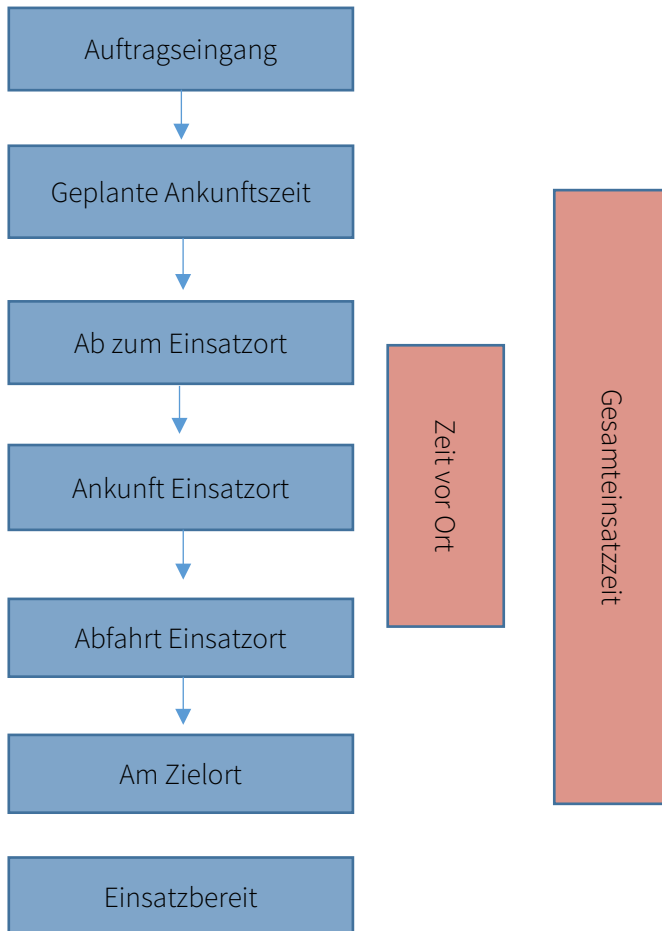 Auftragseingang
Geplante Ankunftszeit
Ab zum Einsatzort
Ankunft Einsatzort
Abfahrt Einsatzort
Am Zielort
Einsatzbereit
Zeit vor Ort
Gesamteinsatzzeit